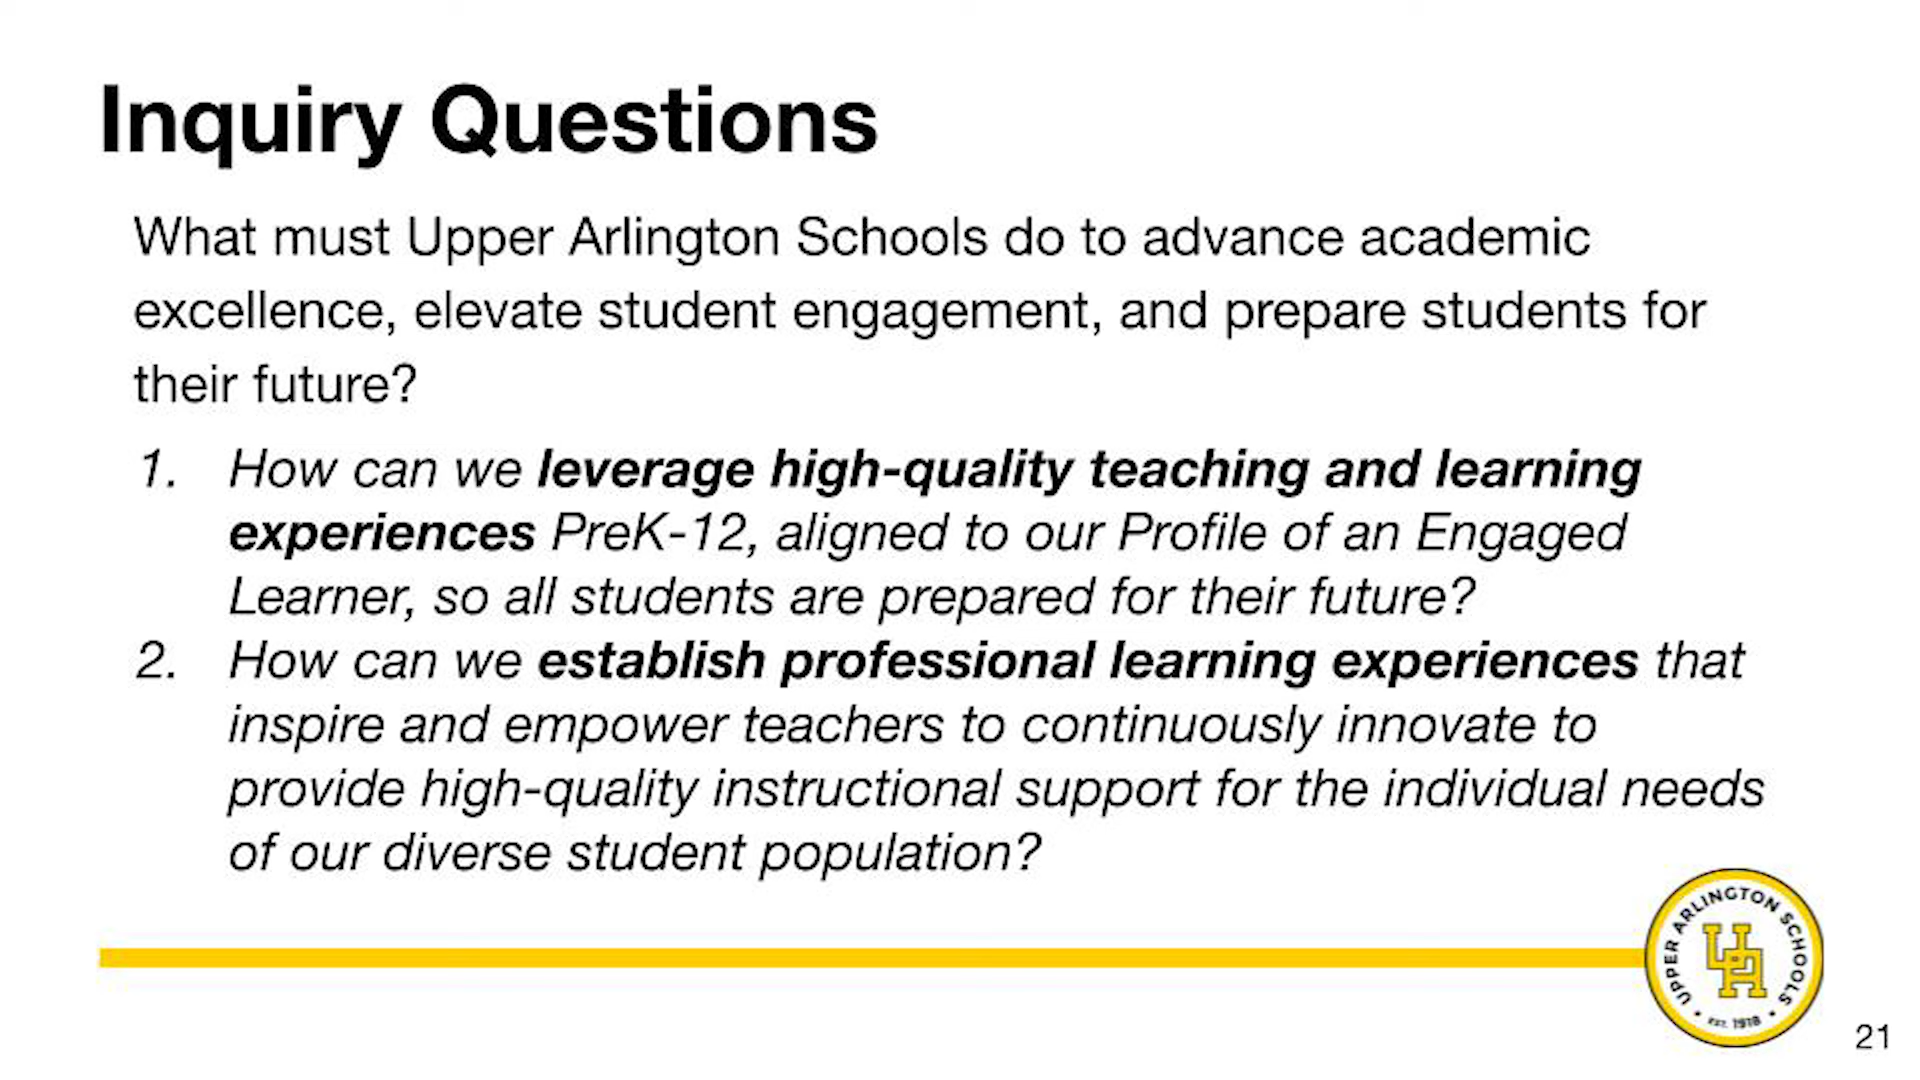 Inquiry Questions
What must Upper Arlington Schools do to advance academic
excellence, elevate student engagement, and prepare students for
their future?
1. How can we leverage high-quality teaching and learning
experiences PreK-12, aligned to our Profile of an Engaged
Learner, so all students are prepared for their future?
2. How can we establish professional learning experiences that
inspire and empower teachers to continuously innovate to
provide high-quality instructional support for the individual needs
of our diverse student population?
UPPER ARLINGTON SCHOOLS
UA
• EST. 1918 •
21